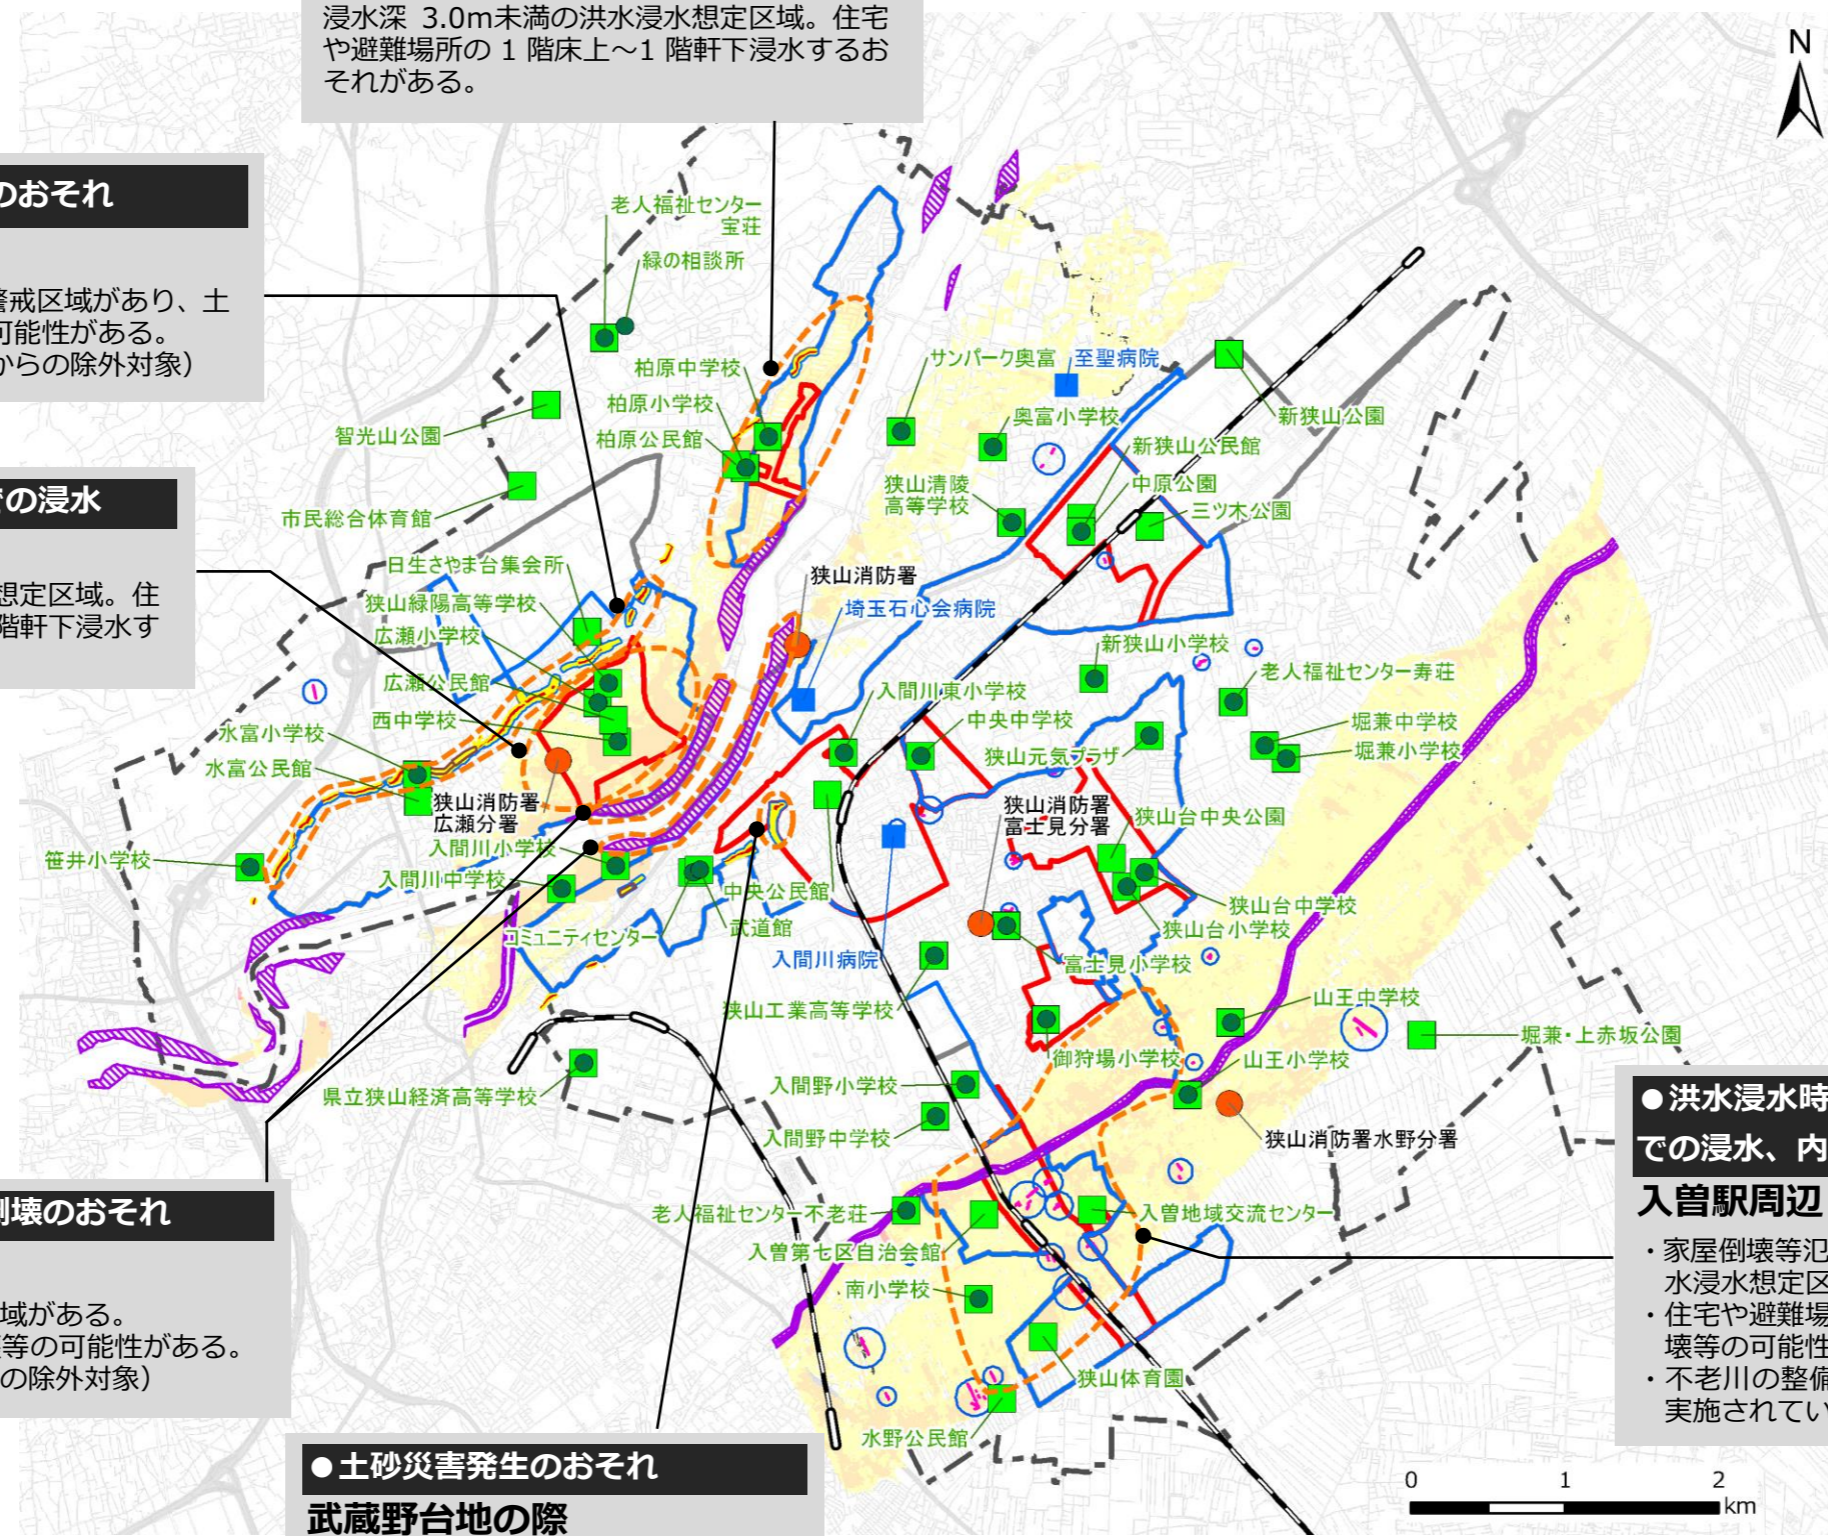 浸水深 3.0m未満の洪水浸水想定区域。住宅
や避難場所の 1 階床上～1 階軒下浸水するお
それがある。
N
のおそれ
警戒区域があり、土
可能性がある。
からの除外対象）
での浸水
想定区域。住
階軒下浸水す
老人福祉センター
宝荘
緑の相談所
柏原中学校
柏原小学校
柏原公民館
智光山公園
市民総合体育館
サンパーク奥富
至聖病院
奥富小学校
新狭山公園
新狭山公民館
中原公園
三ツ木公園
狭山清陵
高等学校
日生さやま台集会所
狭山緑陽高等学校
広瀬小学校
広瀬公民館
西中学校
水富小学校
水富公民館
狭山消防署
埼玉石心会病院
新狭山小学校
老人福祉センター寿荘
入間川東小学校
中央中学校
狭山元気プラザ
堀兼中学校
堀兼小学校
狭山消防署
広瀬分署
狭山消防署
富士見分署
狭山台中央公園
笹井小学校
入間川小学校
入間川中学校
中央公民館
武道館
コミュニティセンター
狭山台中学校
狭山台小学校
入間川病院
富士見小学校
狭山工業高等学校
山王中学校
堀兼・上赤坂公園
御狩場小学校
山王小学校
県立狭山経済高等学校
入間野小学校
入間野中学校
狭山消防署水野分署
老人福祉センター不老荘
入曽地域交流センター
入曽第七区自治会館
南小学校
狭山体育園
水野公民館
倒壊のおそれ
域がある。
壊等の可能性がある。
の除外対象）
●洪水浸水時
での浸水、内
入曽駅周辺
・家屋倒壊等氾
水浸水想定区
・住宅や避難場
壊等の可能性
・不老川の整備
実施されてい
●土砂災害発生のおそれ
武蔵野台地の際
0 1 2
km